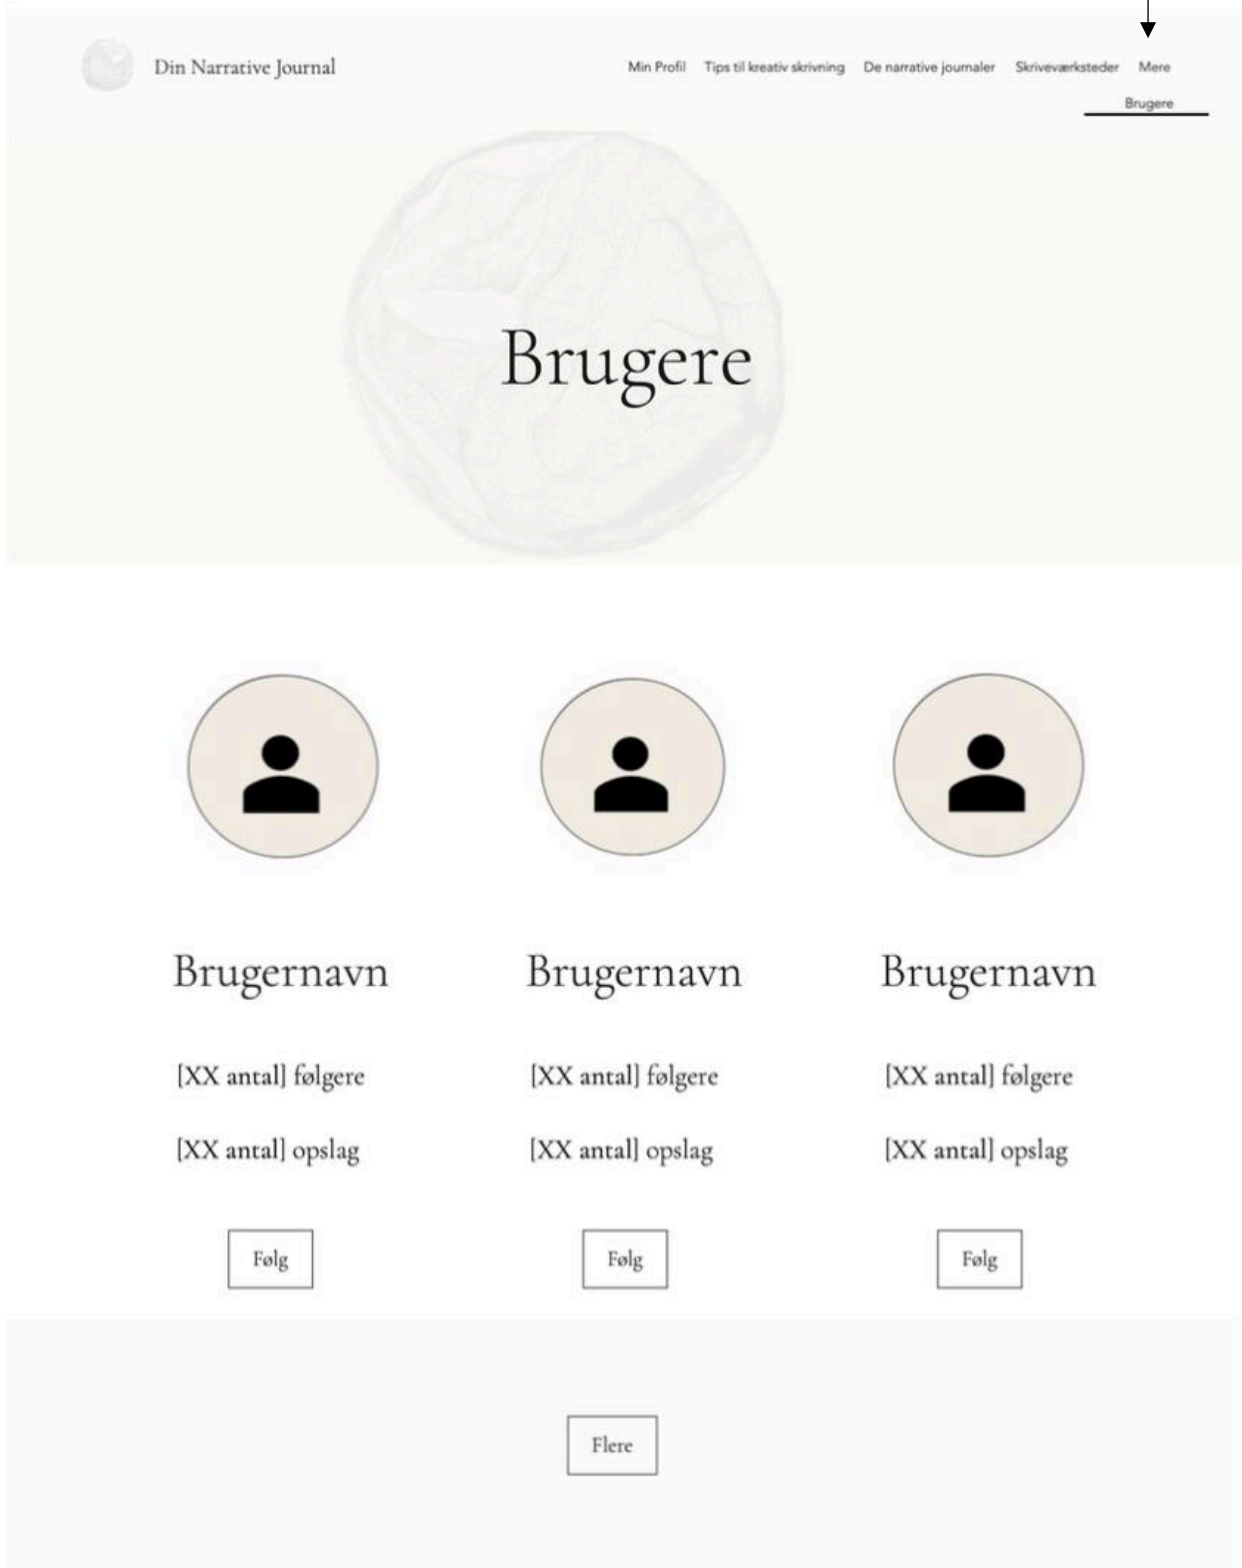 Din Narrative Journal
Min Profil Tips til kreativ skrivning De narrative journaler Skriveværksteder Mere
Brugere
Brugere
Brugernavn Brugernavn Brugernavn
[XX antal] følgere [XX antal] følgere [XX antal] følgere
[XX antal] opslag [XX antal] opslag [XX antal] opslag
Følg Følg Følg
Flere